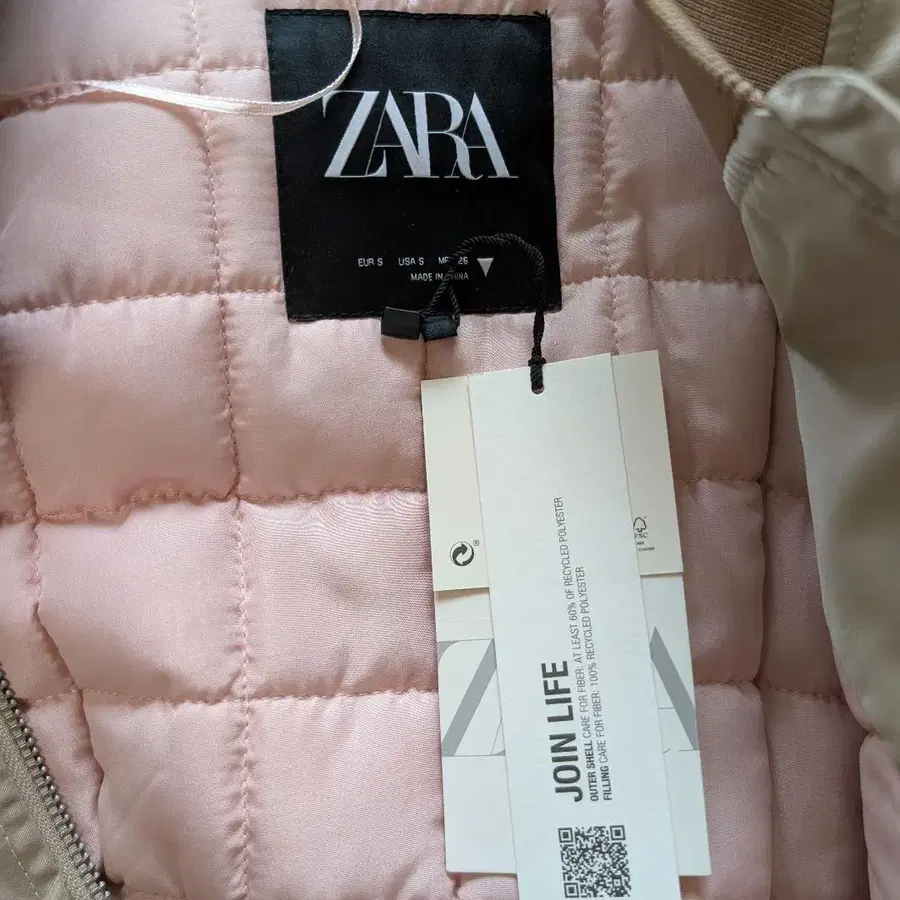 ZARA
EUR S USA S
MADE IN CHINA
JOIN LIFE
OUTER SHELL CARE FOR FIBER: AT LEAST 60% OF RECYCLED POLYESTER
FILLING CARE FOR FIBER: 100% RECYCLED POLYESTER